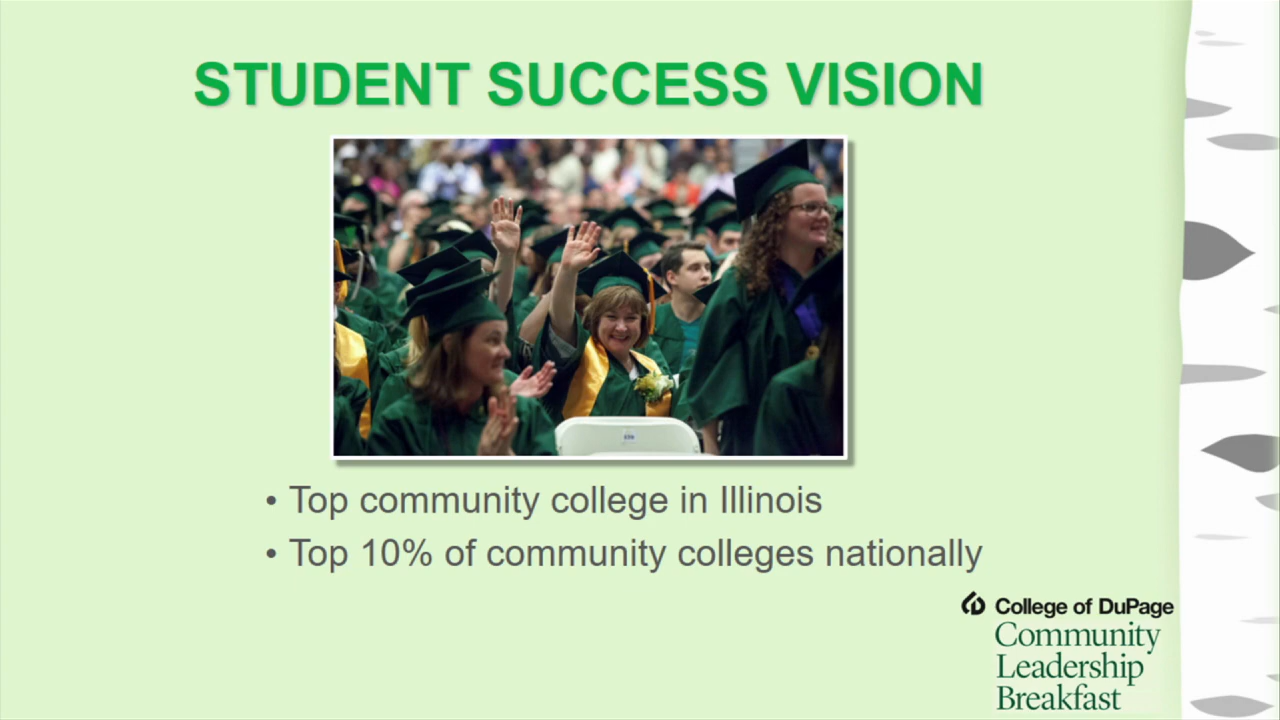 STUDENT SUCCESS VISION
• Top community college in Illinois
• Top 10% of community colleges nationally
College of DuPage
Community
Leadership
Breakfast